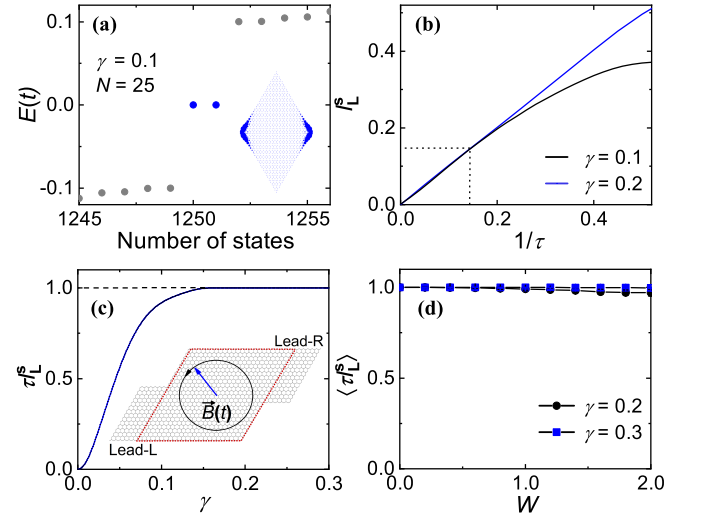 (a)
γ = 0.1
N = 25
E(t)
0.1
0.0
-0.1
1245
1250
1255
Number of states
(b)
I_L^s
0.4
0.2
0.0
γ = 0.1
γ = 0.2
0.0
0.2
0.4
1/τ
(c)
τI_L^s
1.0
0.5
0.0
Lead-R
B(t)
Lead-L
0.0
0.1
0.2
0.3
γ
(d)
⟨τI_L^s⟩
1.0
0.5
0.0
γ = 0.2
γ = 0.3
0.0
1.0
2.0
W